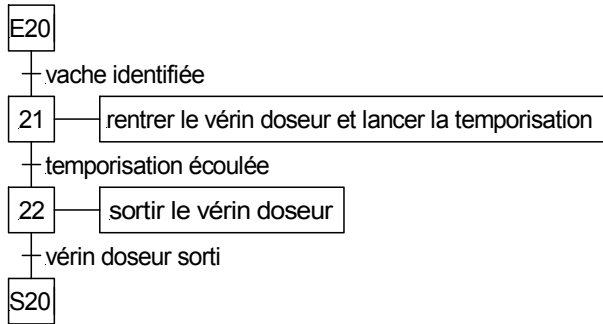 E20
vache identifiée
21 rentrer le vérin doseur et lancer la temporisation
temporisation écoulée
22 sortir le vérin doseur
vérin doseur sorti
S20